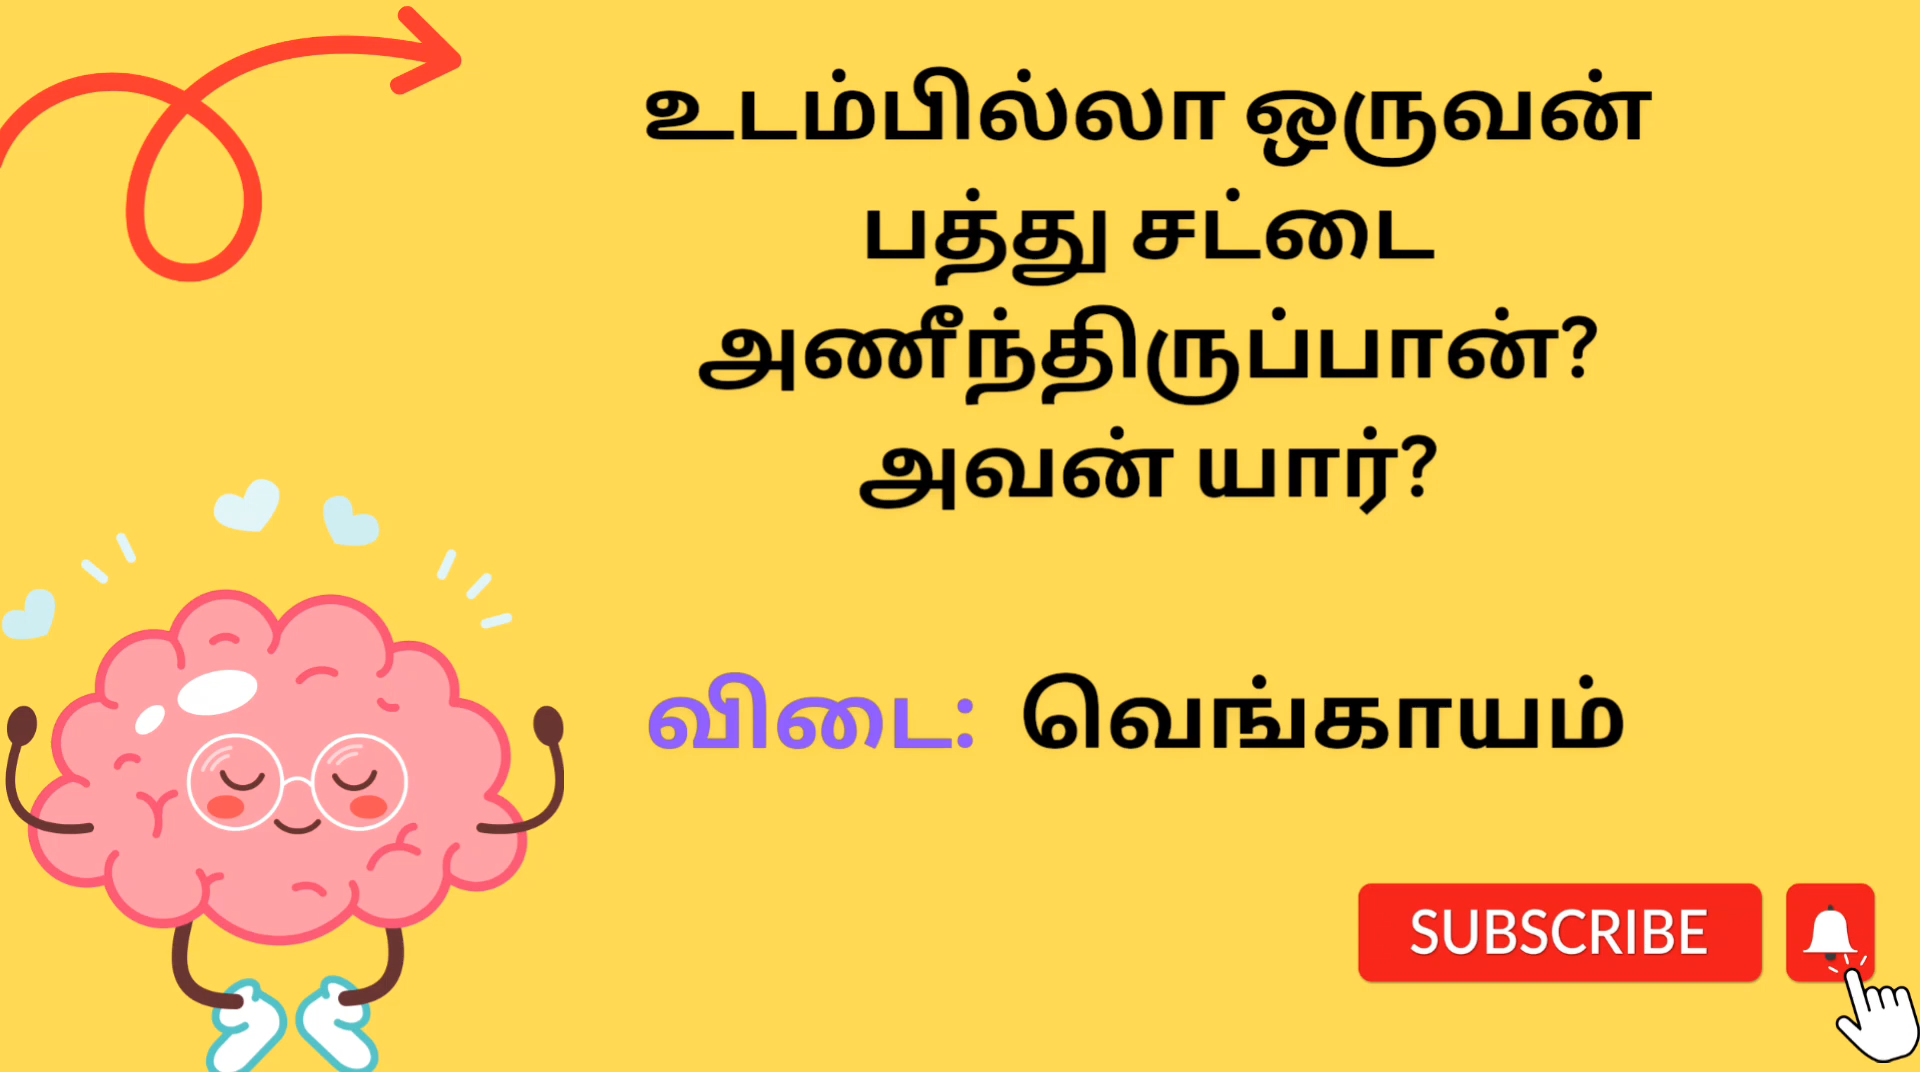 உடம்பில்லா ஒருவன்
பத்து சட்டை
அணீந்திருப்பான்?
அவன் யார்?
விடை: வெங்காயம்
SUBSCRIBE